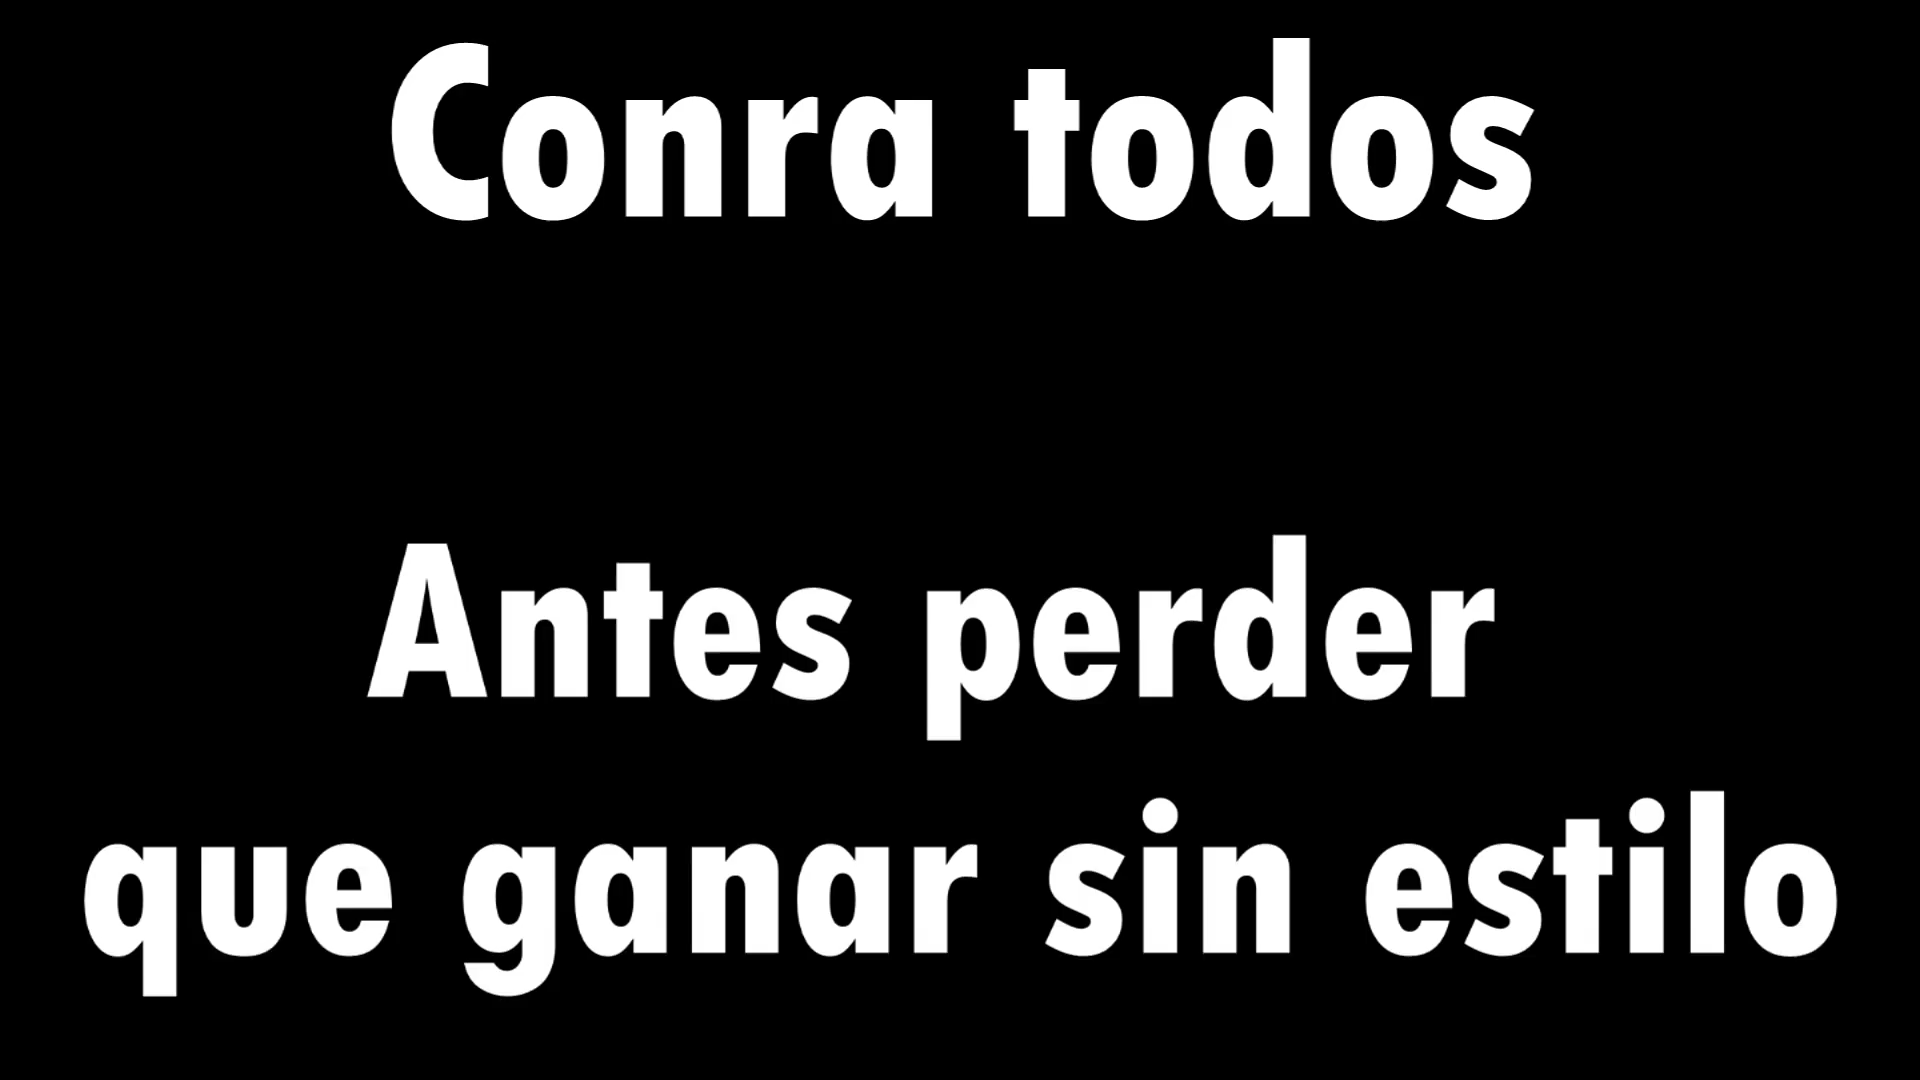 Conra todos
Antes perder
que ganar sin estilo